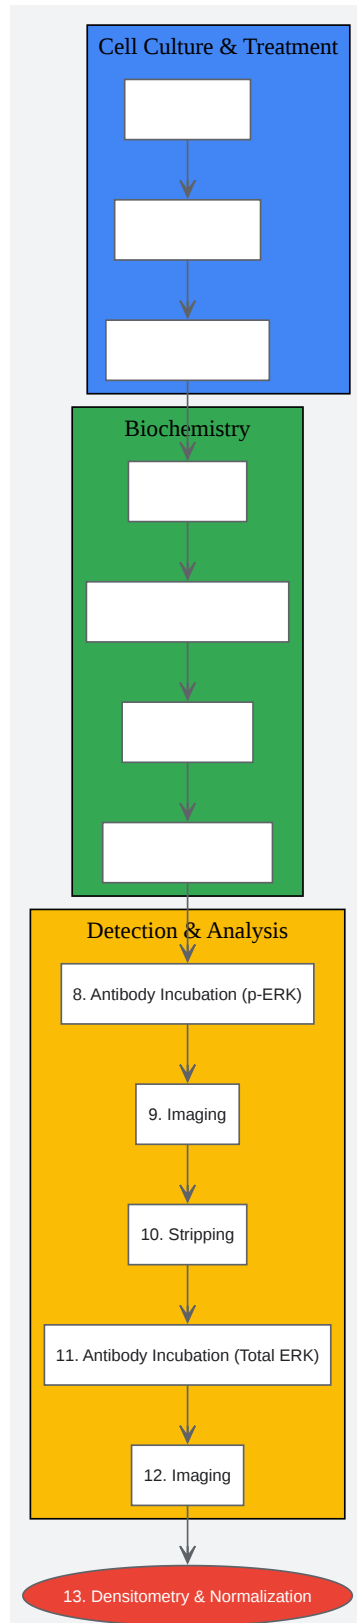 Cell Culture & Treatment
Biochemistry
Detection & Analysis
8. Antibody Incubation (p-ERK)
9. Imaging
10. Stripping
11. Antibody Incubation (Total ERK)
12. Imaging
13. Densitometry & Normalization